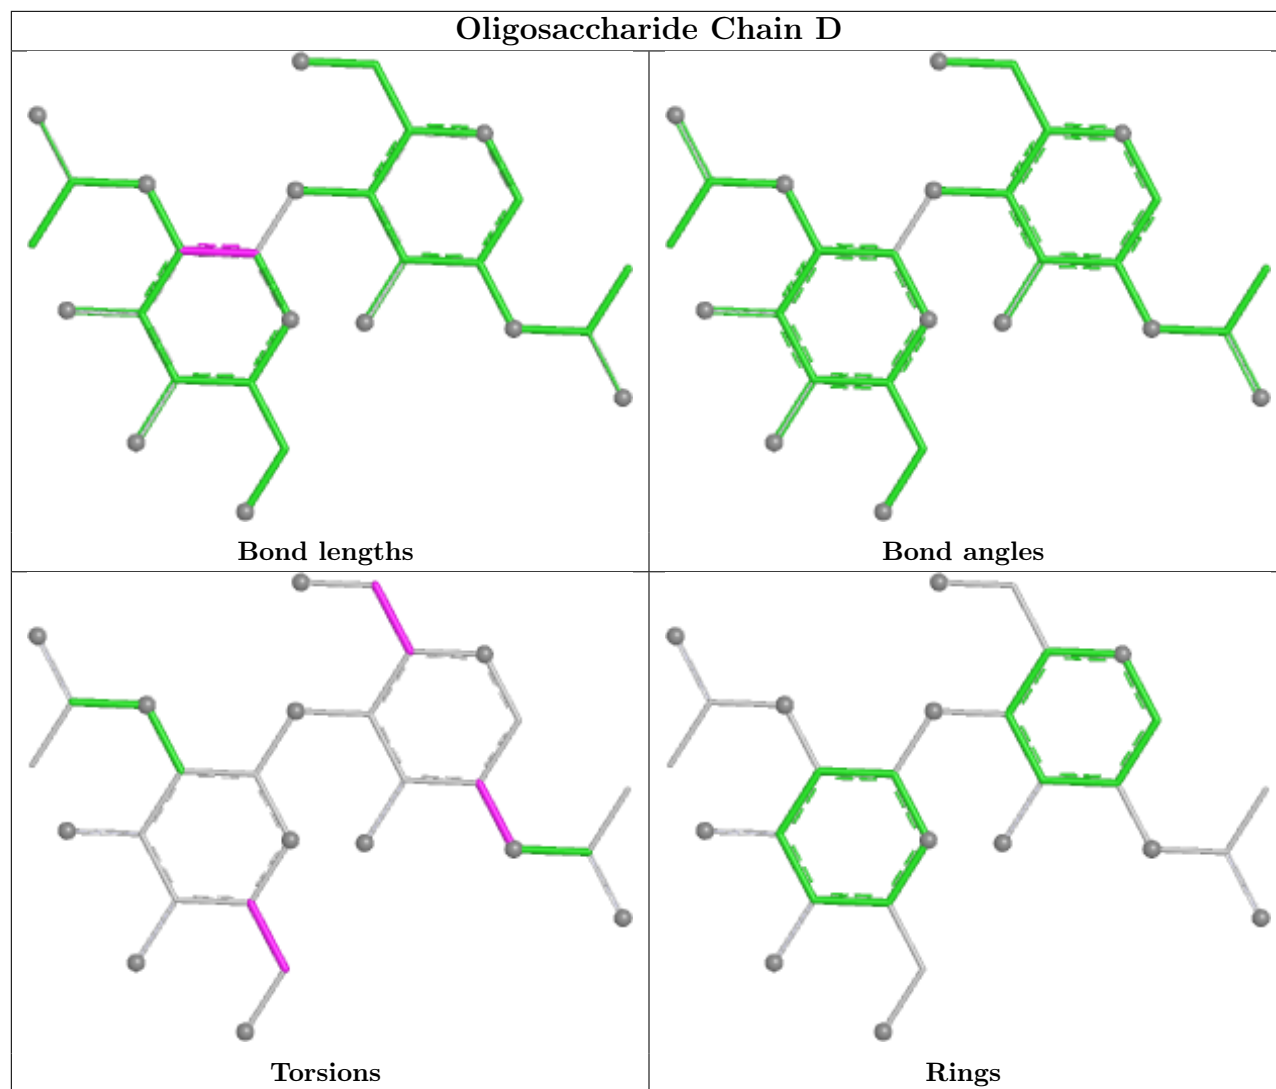 Oligosaccharide Chain D
Bond lengths
Bond angles
Torsions
Rings